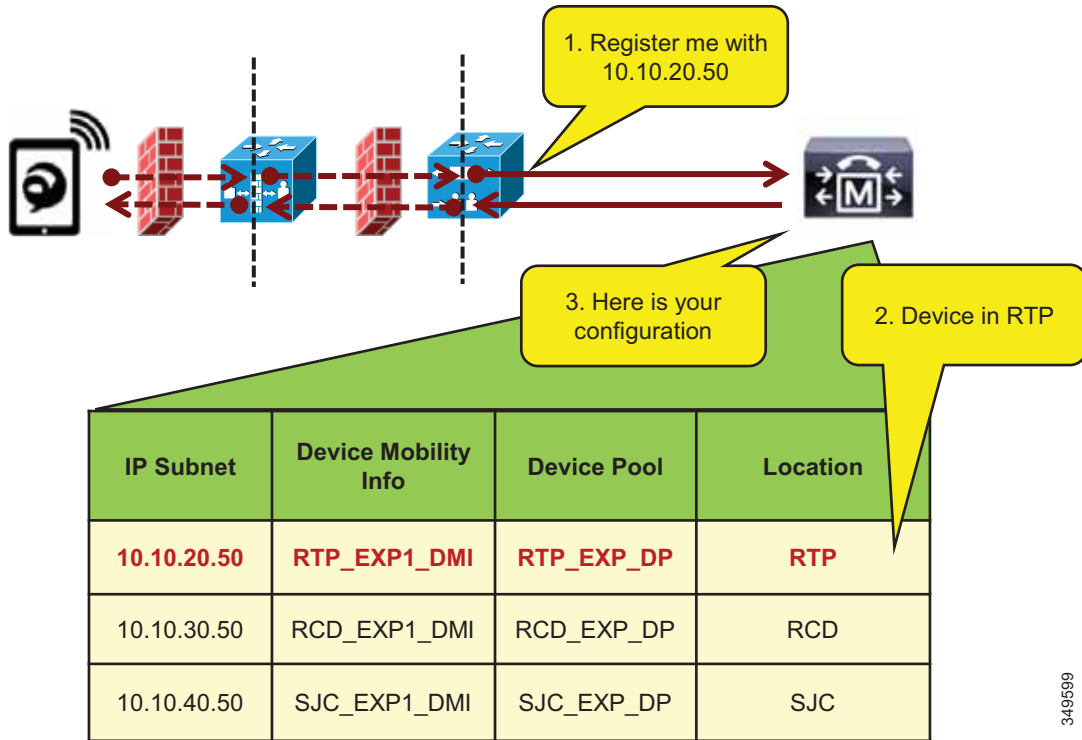 1. Register me with
10.10.20.50
M
3. Here is your
configuration
2. Device in RTP
IP Subnet
Device Mobility
Info
Device Pool
Location
10.10.20.50
RTP_EXP1_DMI
RTP_EXP_DP
RTP
10.10.30.50
RCD_EXP1_DMI
RCD_EXP_DP
RCD
10.10.40.50
SJC_EXP1_DMI
SJC_EXP_DP
SJC
349599